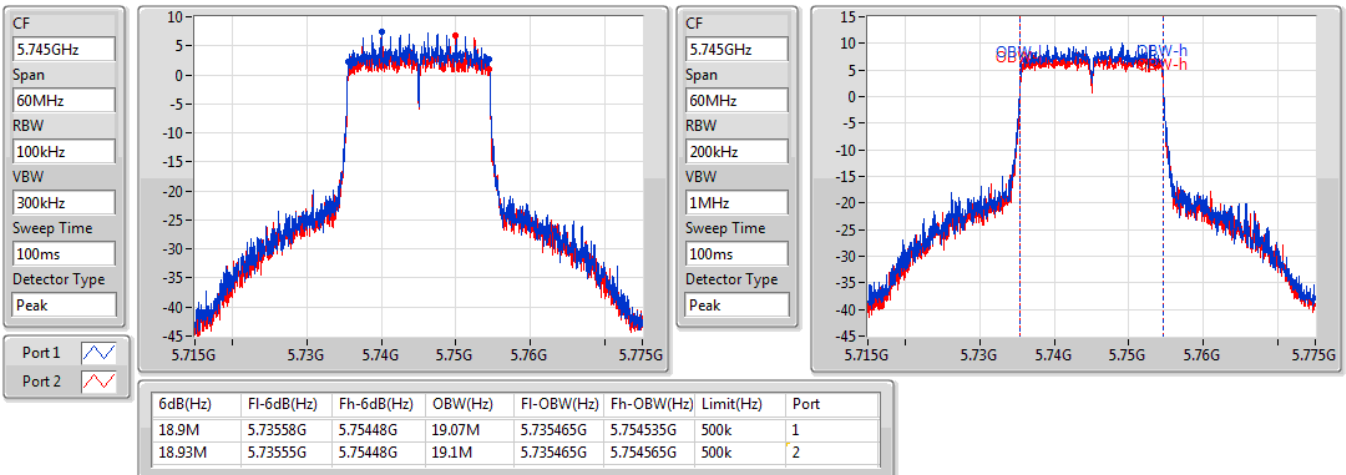 CF
5.745GHz
Span
60MHz
RBW
100kHz
VBW
300kHz
Sweep Time
100ms
Detector Type
Peak
Port 1
Port 2
10
5
0
-5
-10
-15
-20
-25
-30
-35
-40
-45
5.715G 5.73G 5.74G 5.75G 5.76G 5.775G
CF
5.745GHz
Span
60MHz
RBW
200kHz
VBW
1MHz
Sweep Time
100ms
Detector Type
Peak
15
10
5
0
-5
-10
-15
-20
-25
-30
-35
-40
-45
OBW OBW-h
OBW OBW-h
5.715G 5.73G 5.74G 5.75G 5.76G 5.775G
6dB(Hz) Fl-6dB(Hz) Fh-6dB(Hz) OBW(Hz) Fl-OBW(Hz) Fh-OBW(Hz) Limit(Hz) Port
18.9M 5.73558G 5.75448G 19.07M 5.735465G 5.754535G 500k 1
18.93M 5.73555G 5.75448G 19.1M 5.735465G 5.754565G 500k 2